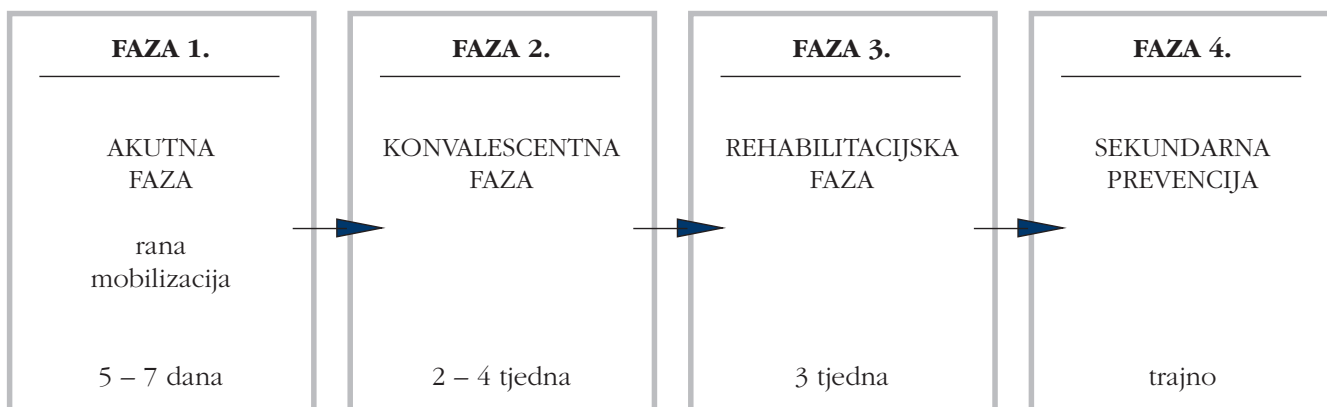 FAZA 1.
AKUTNA
FAZA
rana
mobilizacija
5 – 7 dana
FAZA 2.
KONVALESCENTNA
FAZA
2 – 4 tjedna
FAZA 3.
REHABILITACIJSKA
FAZA
3 tjedna
FAZA 4.
SEKUNDARNA
PREVENCIJA
trajno